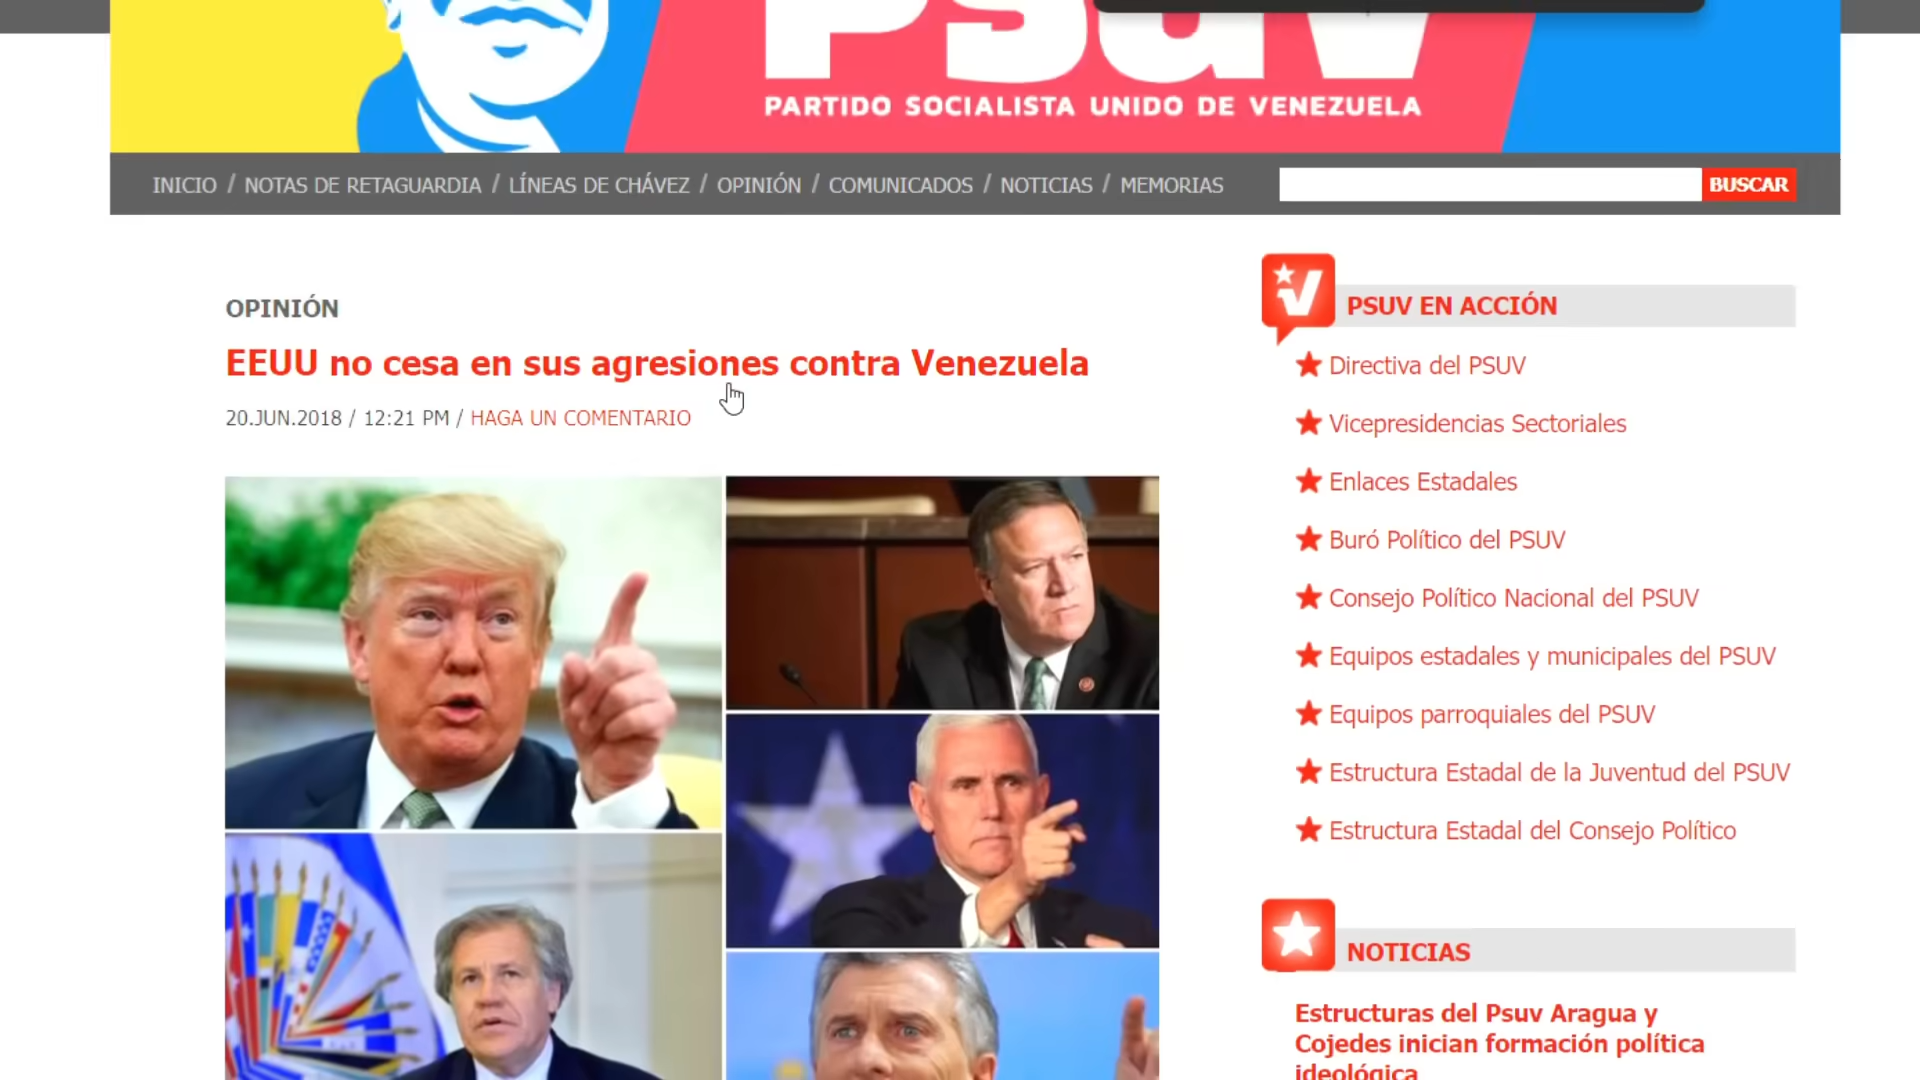 PSUV
PARTIDO SOCIALISTA UNIDO DE VENEZUELA
INICIO / NOTAS DE RETAGUARDIA / LÍNEAS DE CHÁVEZ / OPINIÓN / COMUNICADOS / NOTICIAS / MEMORIAS
BUSCAR
OPINIÓN
EEUU no cesa en sus agresiones contra Venezuela
20.JUN.2018 / 12:21 PM / HAGA UN COMENTARIO
PSUV EN ACCIÓN
Directiva del PSUV
Vicepresidencias Sectoriales
Enlaces Estadales
Buró Político del PSUV
Consejo Político Nacional del PSUV
Equipos estadales y municipales del PSUV
Equipos parroquiales del PSUV
Estructura Estadal de la Juventud del PSUV
Estructura Estadal del Consejo Político
NOTICIAS
Estructuras del Psuv Aragua y
Cojedes inician formación política
ideológica